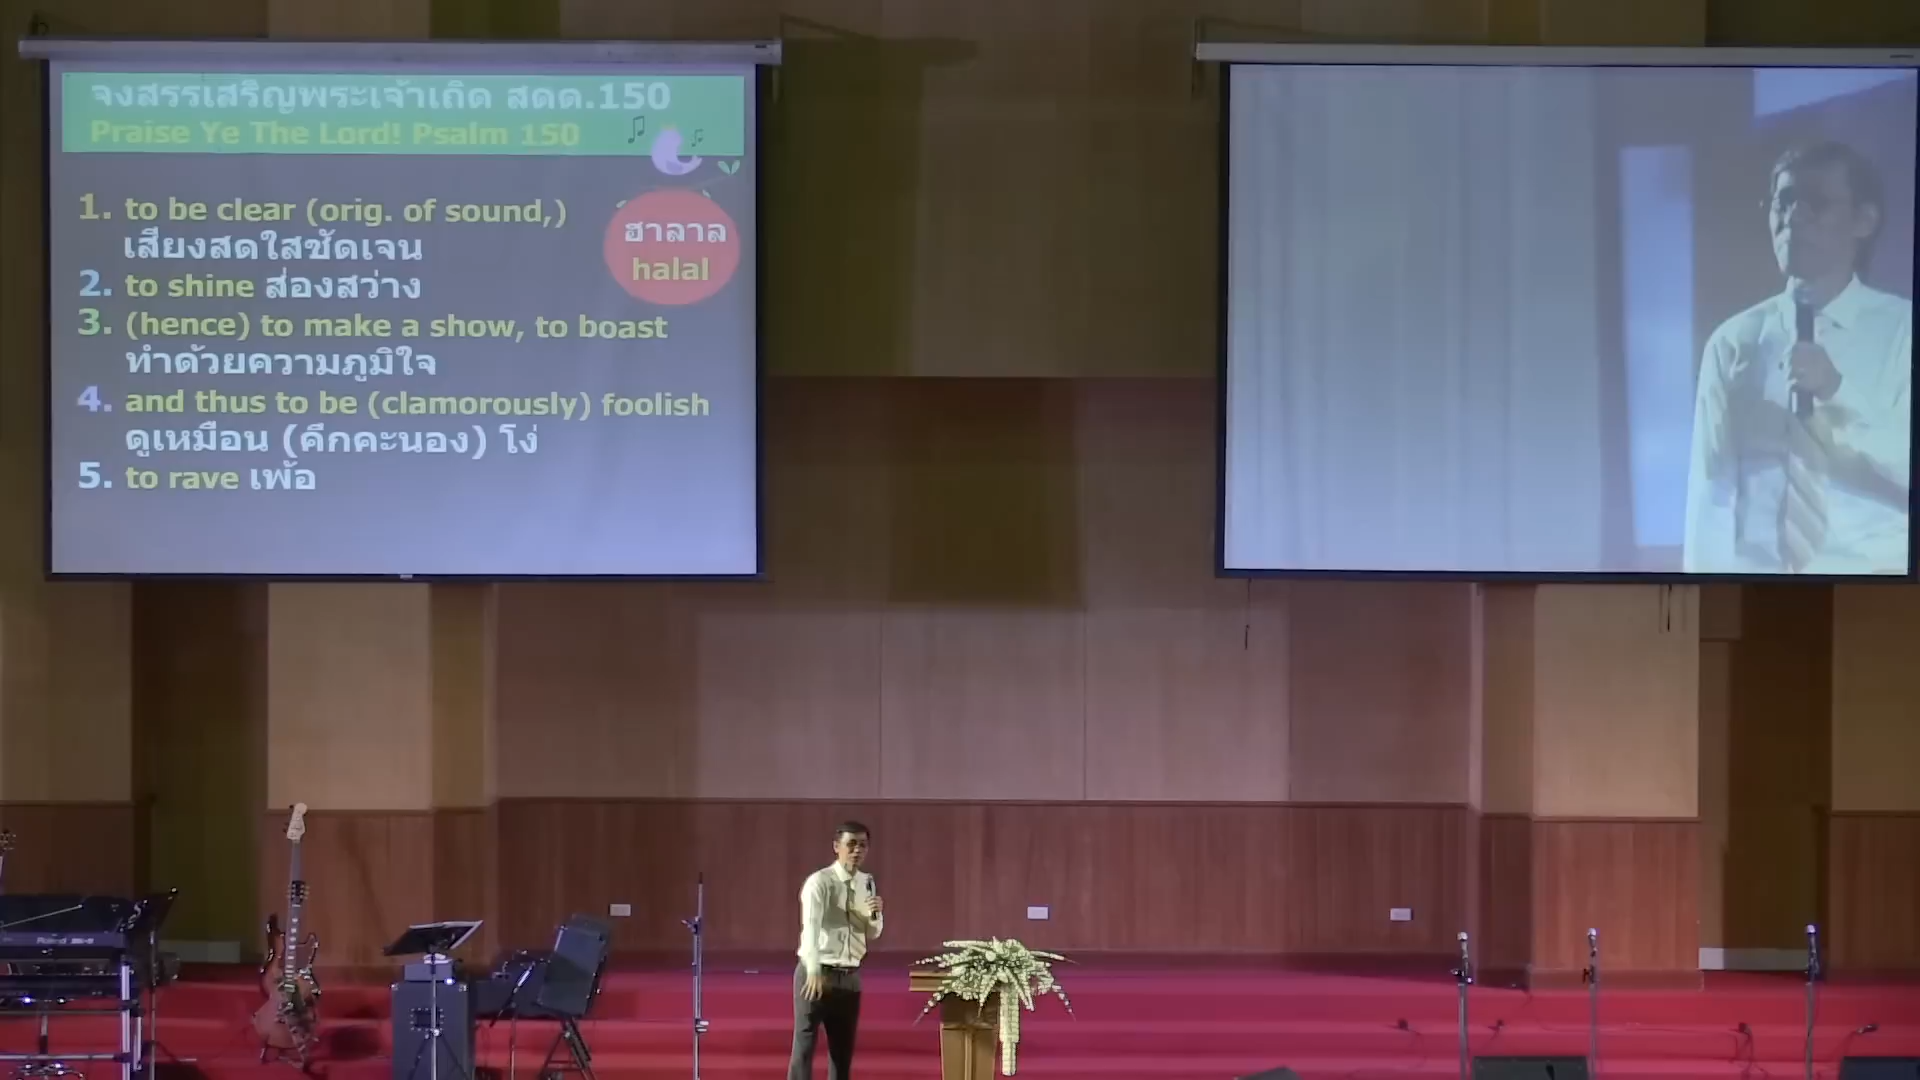 จงสรรเสริญพระเจ้าเถิด สดด.150
Praise Ye The Lord! Psalm 150
1. to be clear (orig. of sound,)
เสียงสดใสชัดเจน
2. to shine ส่องสว่าง
3. (hence) to make a show, to boast
ทำด้วยความภูมิใจ
4. and thus to be (clamorously) foolish
ดูเหมือน (คึกคะนอง) โง่
5. to rave เพ้อ
ฮาลาล
halal
Roland